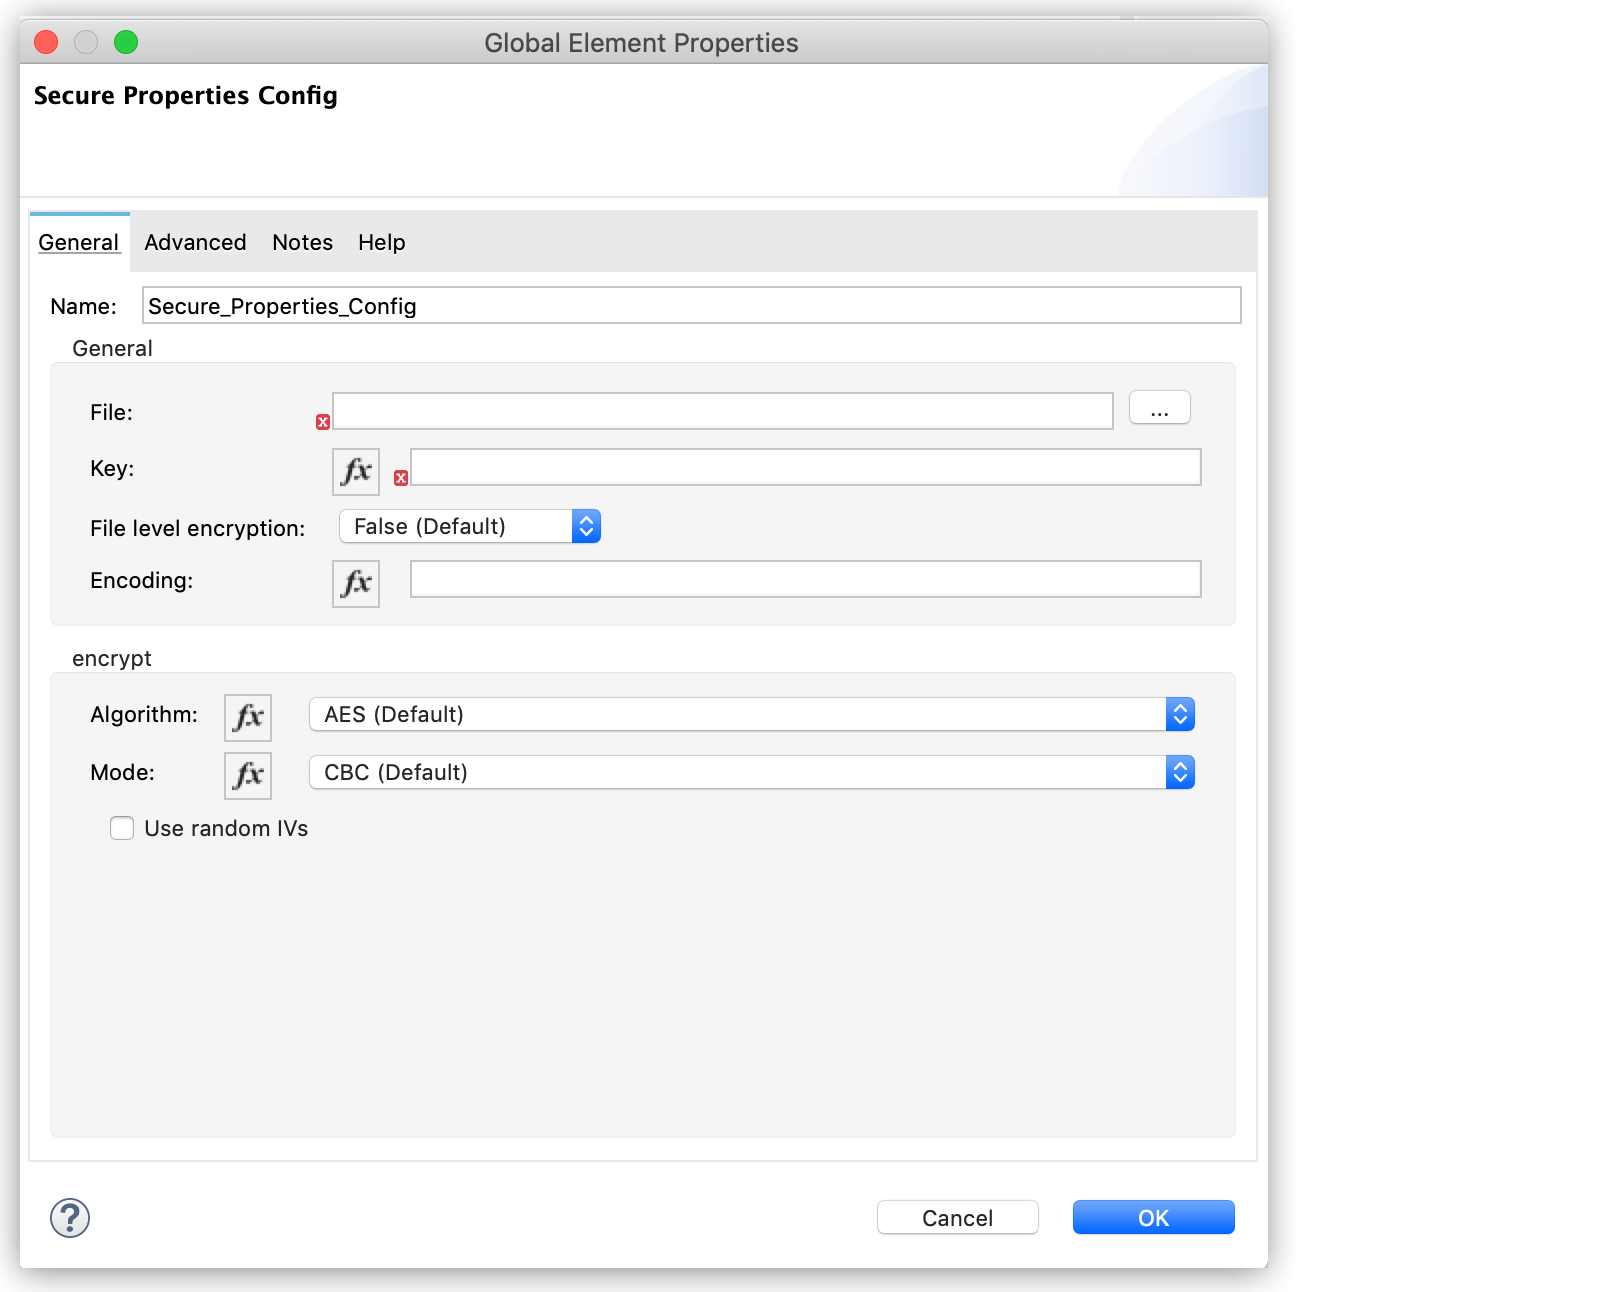 Global Element Properties
Secure Properties Config
General Advanced Notes Help
Name: Secure_Properties_Config
General
File: x ...
Key: fx x
File level encryption: False (Default)
Encoding: fx
encrypt
Algorithm: fx AES (Default)
Mode: fx CBC (Default)
Use random IVs
? Cancel OK